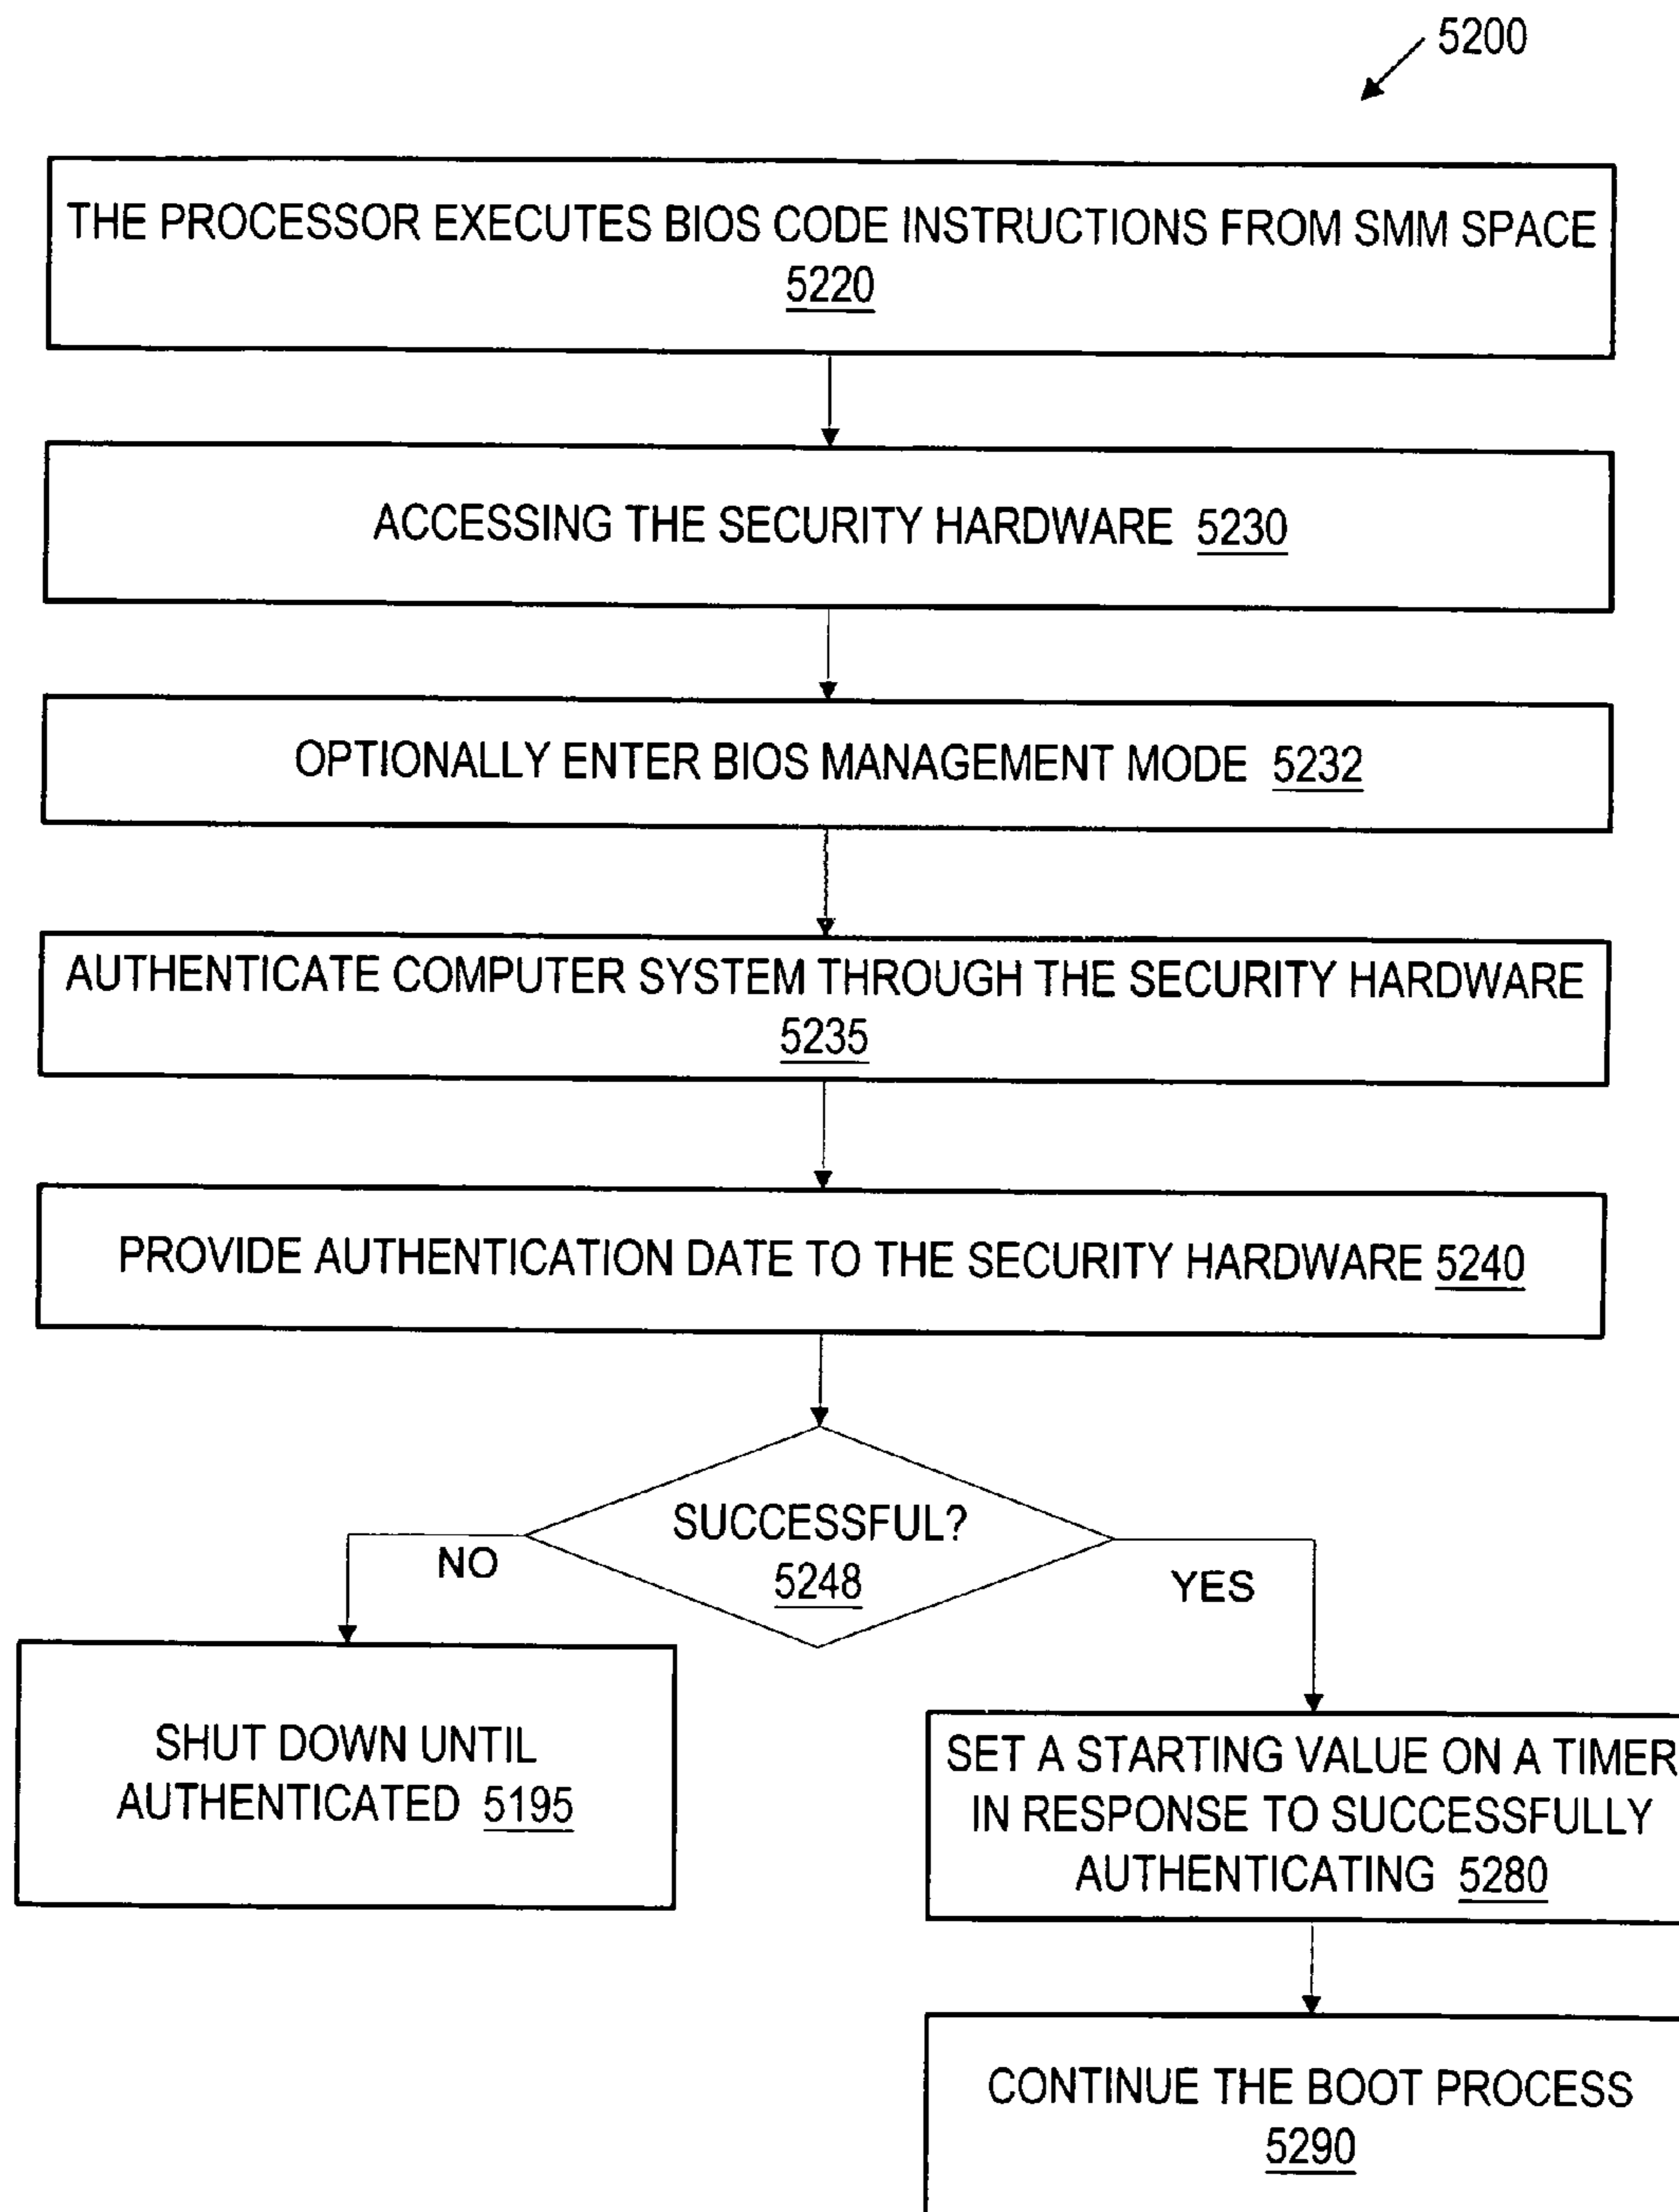 5200
THE PROCESSOR EXECUTES BIOS CODE INSTRUCTIONS FROM SMM SPACE
5220
ACCESSING THE SECURITY HARDWARE 5230
OPTIONALLY ENTER BIOS MANAGEMENT MODE 5232
AUTHENTICATE COMPUTER SYSTEM THROUGH THE SECURITY HARDWARE
5235
PROVIDE AUTHENTICATION DATE TO THE SECURITY HARDWARE 5240
SUCCESSFUL?
5248
NO
YES
SHUT DOWN UNTIL
AUTHENTICATED 5195
SET A STARTING VALUE ON A TIMER
IN RESPONSE TO SUCCESSFULLY
AUTHENTICATING 5280
CONTINUE THE BOOT PROCESS
5290